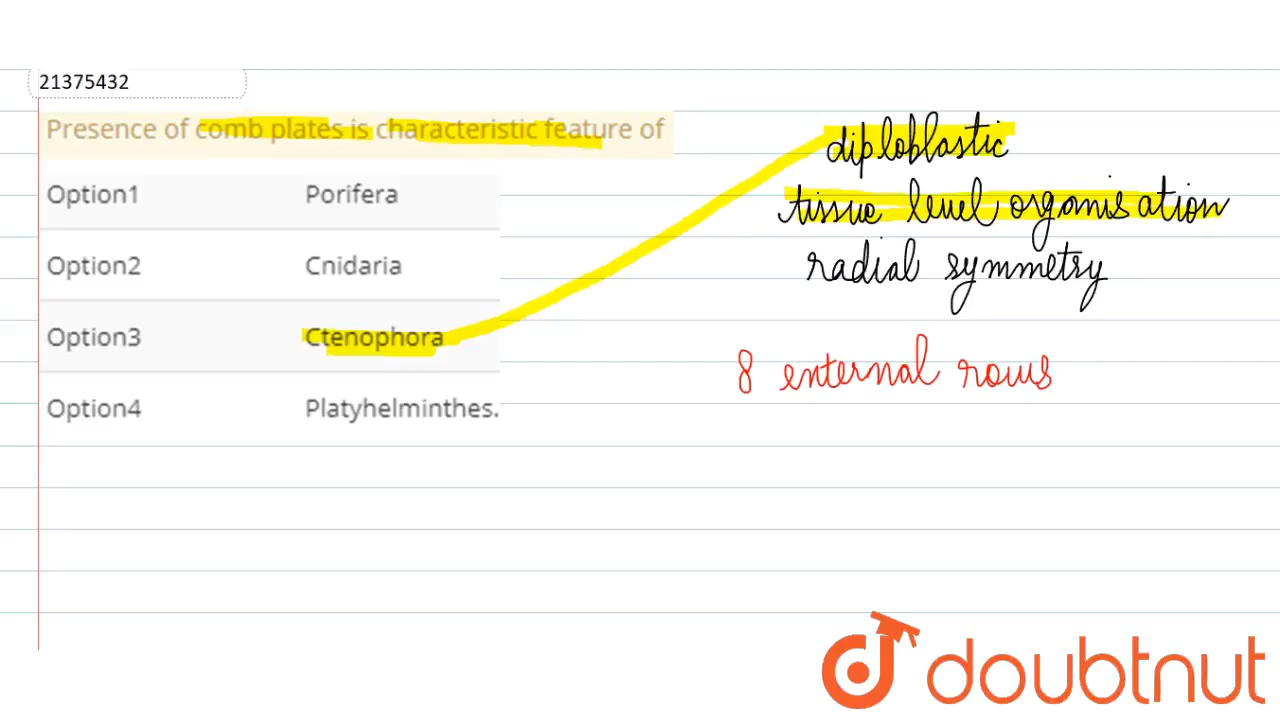 21375432
Presence of comb plates is characteristic feature of
Option1 Porifera
Option2 Cnidaria
Option3 Ctenophora
Option4 Platyhelminthes.
diploblastic
tissue level organisation
radial symmetry
8 enternal rows
doubtnut